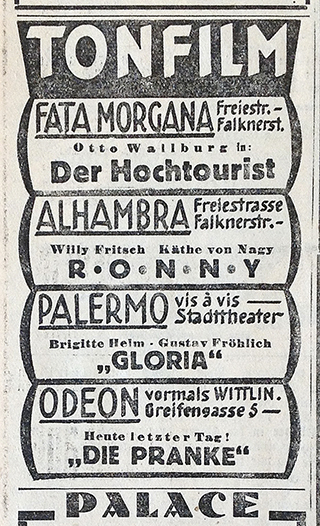 TONFILM
FATA MORGANA Freiestr.-
Falknerst.
Otto Wallburg in:
Der Hochtourist
ALHAMBRA Freiestrasse
Falknerstr.-
Willy Fritsch Käthe von Nagy
R·O·N·N·Y
PALERMO vis à vis —
Stadttheater
Brigitte Helm - Gustav Fröhlich
„GLORIA“
ODEON vormals WITTLIN.
Greifengasse 5 —
Heute letzter Tag!
„DIE PRANKE“
PALACE